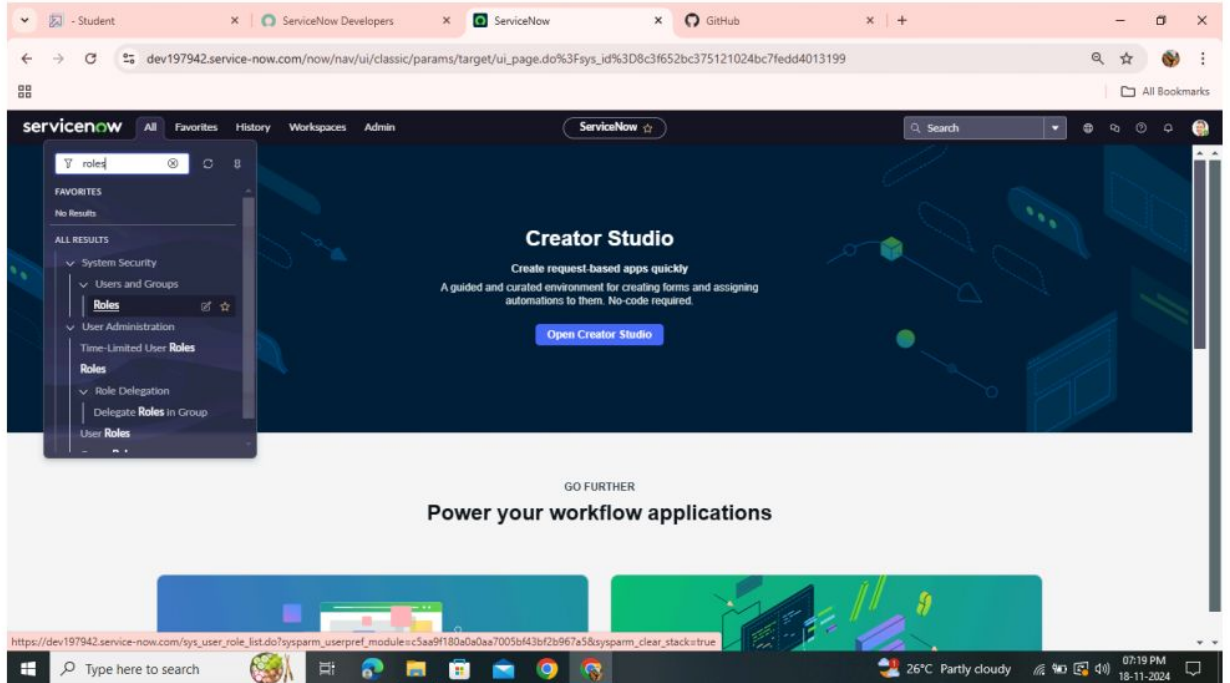 - Student
ServiceNow Developers
ServiceNow
GitHub
dev197942.service-now.com/now/nav/ui/classic/params/target/ui_page.do%3Fsys_id%3D8c3f652bc375121024bc7fedd4013199
All Bookmarks
servicenow All Favorites History Workspaces Admin
ServiceNow
Search
roles
FAVORITES
No Results
ALL RESULTS
System Security
Users and Groups
Roles
User Administration
Time-Limited User Roles
Roles
Role Delegation
Delegate Roles in Group
User Roles
Creator Studio
Create request-based apps quickly
A guided and curated environment for creating forms and assigning
automations to them. No-code required.
Open Creator Studio
GO FURTHER
Power your workflow applications
https://dev197942.service-now.com/sys_user_role_list.do?sysparm_userpref_module=c5aa9f180a0a0aa7005bf43bf2b967a5&sysparm_clear_stack=true
Type here to search
26°C Partly cloudy
07:19 PM
18-11-2024